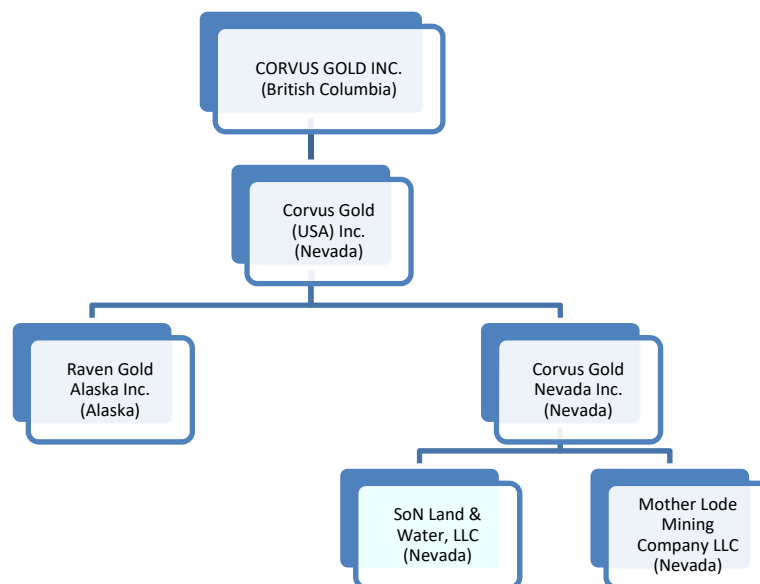 CORVUS GOLD INC.
(British Columbia)
Corvus Gold
(USA) Inc.
(Nevada)
Raven Gold
Alaska Inc.
(Alaska)
Corvus Gold
Nevada Inc.
(Nevada)
SoN Land &
Water, LLC
(Nevada)
Mother Lode
Mining
Company LLC
(Nevada)